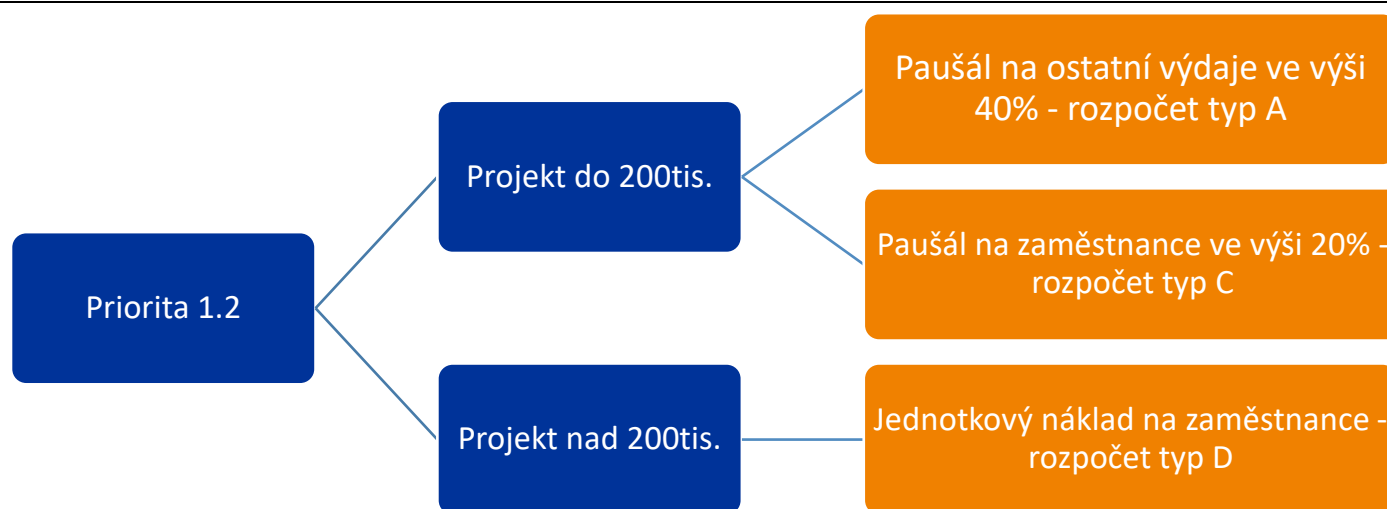 Priorita 1.2
Projekt do 200tis.
Paušál na ostatní výdaje ve výši
40% - rozpočet typ A
Paušál na zaměstnance ve výši 20% -
rozpočet typ C
Projekt nad 200tis.
Jednotkový náklad na zaměstnance -
rozpočet typ D